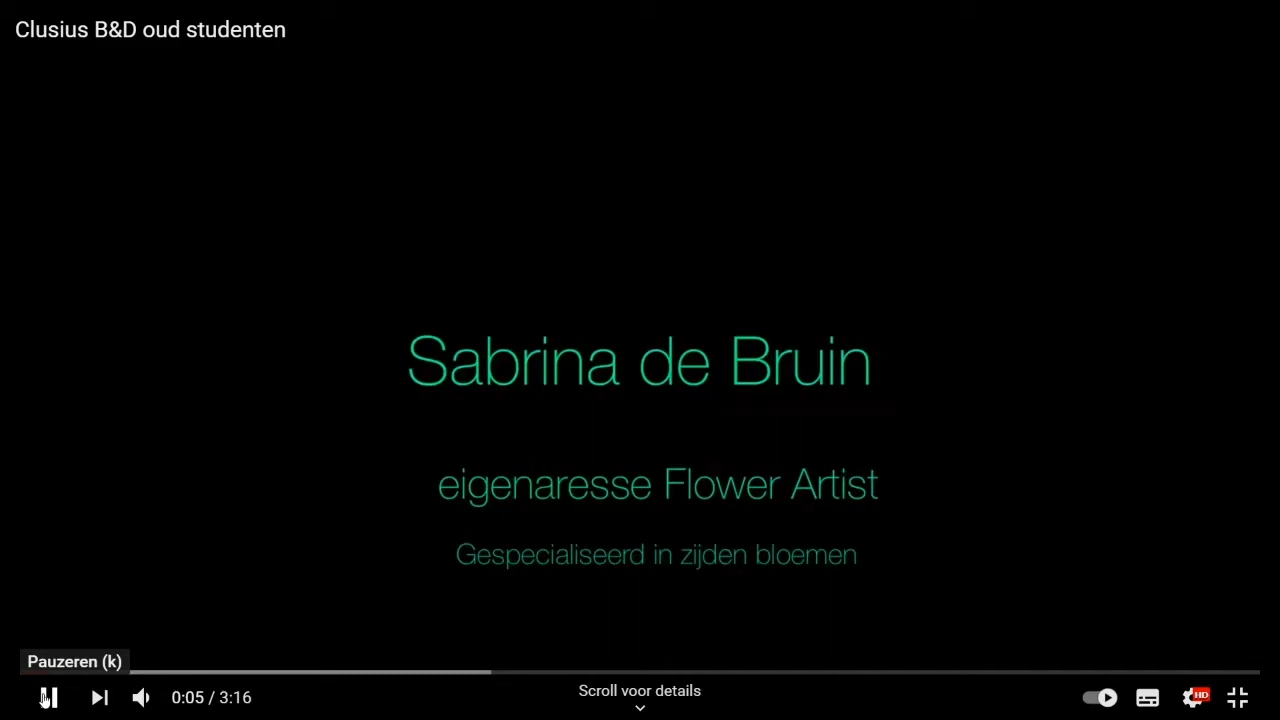 Clusius B&D oud studenten
Sabrina de Bruin
eigenaresse Flower Artist
Gespecialiseerd in zijden bloemen
Pauzeren (k)
0:05 / 3:16
Scroll voor details
HD